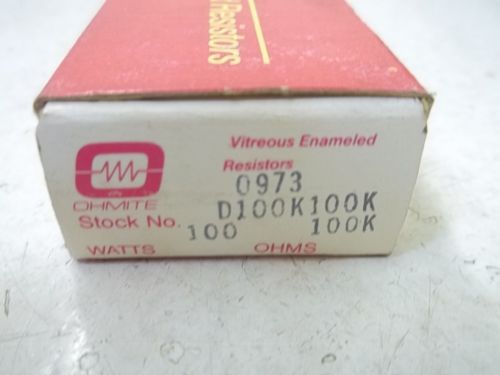 Resistors
Vitreous Enameled
Resistors
OHMITE
0973
Stock No. D100K100K
100 100K
WATTS OHMS